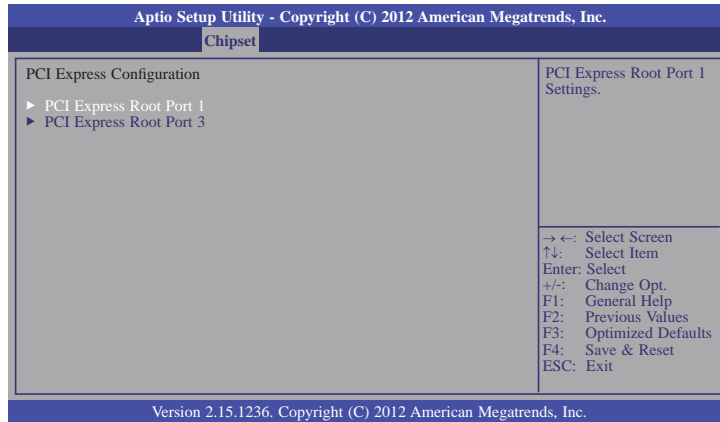 Aptio Setup Utility - Copyright (C) 2012 American Megatrends, Inc.
Chipset
PCI Express Configuration
► PCI Express Root Port 1
► PCI Express Root Port 3
PCI Express Root Port 1
Settings.
→ ←: Select Screen
↑↓: Select Item
Enter: Select
+/-: Change Opt.
F1: General Help
F2: Previous Values
F3: Optimized Defaults
F4: Save & Reset
ESC: Exit
Version 2.15.1236. Copyright (C) 2012 American Megatrends, Inc.